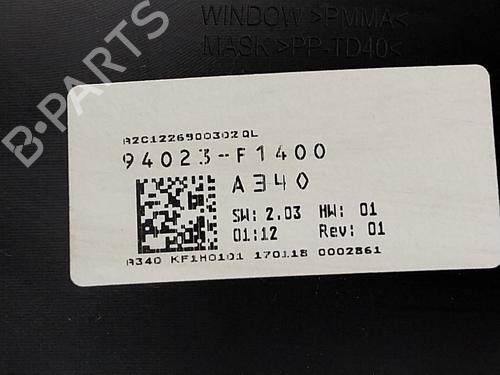 WINDOW >PMMA<
MASK >PP-TD40<
B-PARTS
A2C1226900302QL
94023-F1400
A340
SW: 2.03 HW: 01
01:12 Rev: 01
A340 KF1H0101 170118 0002861